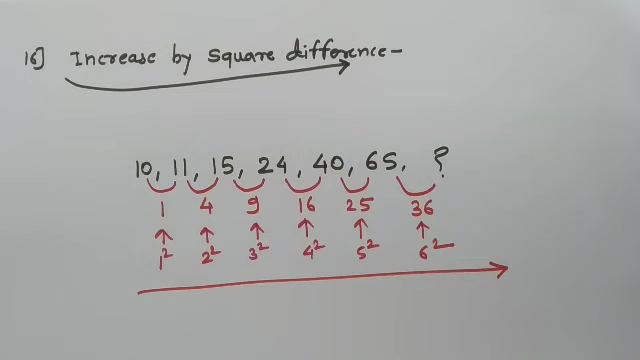 16] Increase by square difference-
10, 11, 15, 24, 40, 65, ?
1 4 9 16 25 36
1² 2² 3² 4² 5² 6²